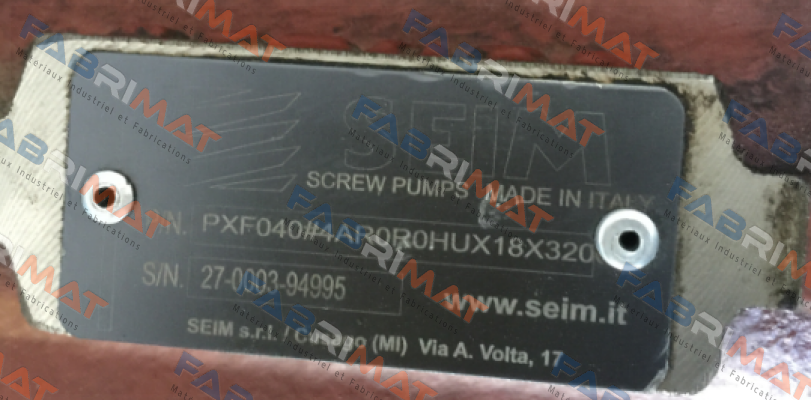 SEIM
SCREW PUMPS MADE IN ITALY
P/N. PXF040#4AR0R0HUX18X320
S/N. 27-0003-94995
www.seim.it
SEIM s.r.l. / Cusago (MI) Via A. Volta, 17
FABRIMAT
Materiaux Industriel et Fabrications